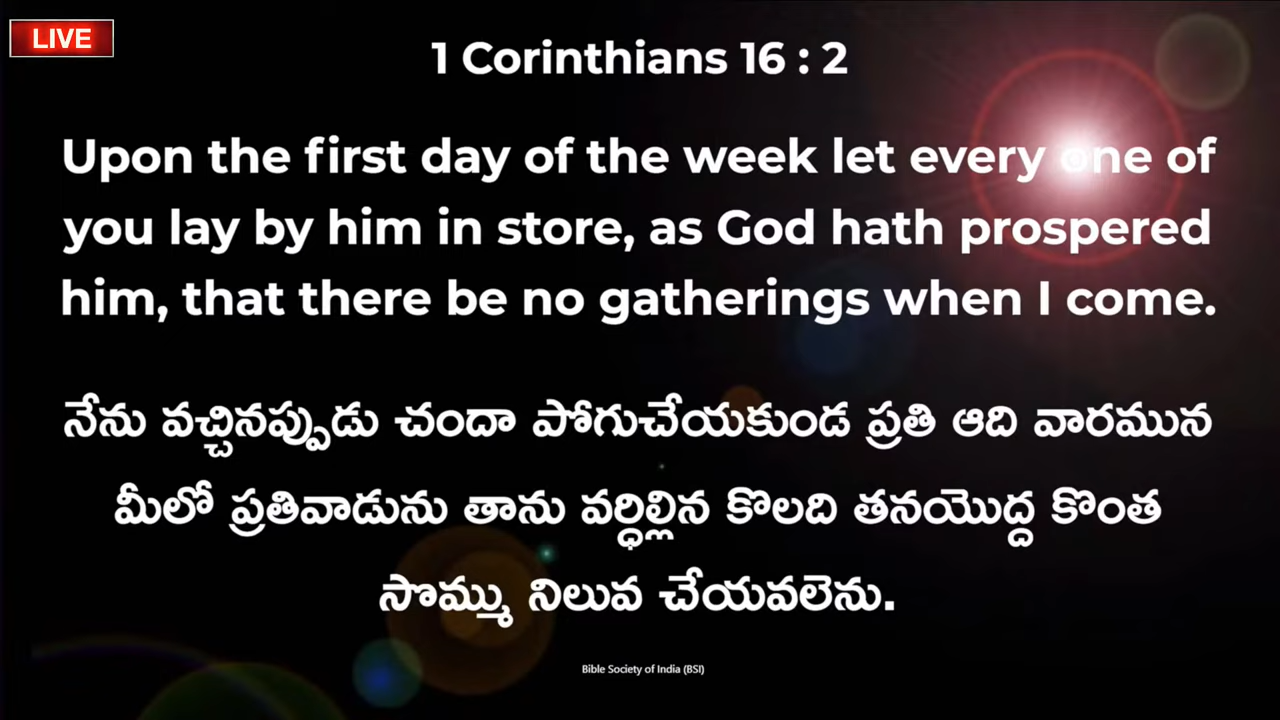 LIVE
1 Corinthians 16 : 2
Upon the first day of the week let every one of
you lay by him in store, as God hath prospered
him, that there be no gatherings when I come.
నేను వచ్చినప్పుడు చందా పోగుచేయకుండ ప్రతి ఆది వారమున
మీలో ప్రతివాడును తాను వర్ధిల్లిన కొలది తనయొద్ద కొంత
సొమ్ము నిలువ చేయవలెను.
Bible Society of India (BSI)